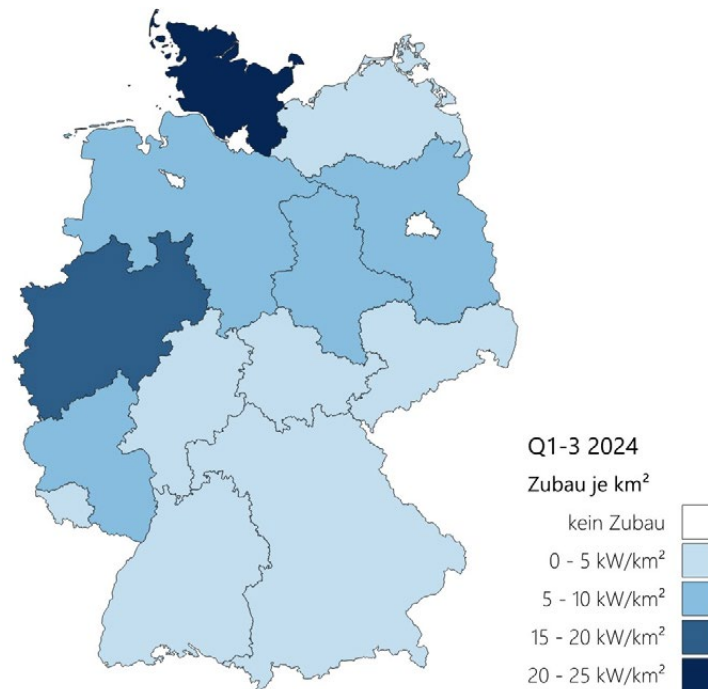 Q1-3 2024
Zubau je km²
kein Zubau
0 - 5 kW/km²
5 - 10 kW/km²
15 - 20 kW/km²
20 - 25 kW/km²